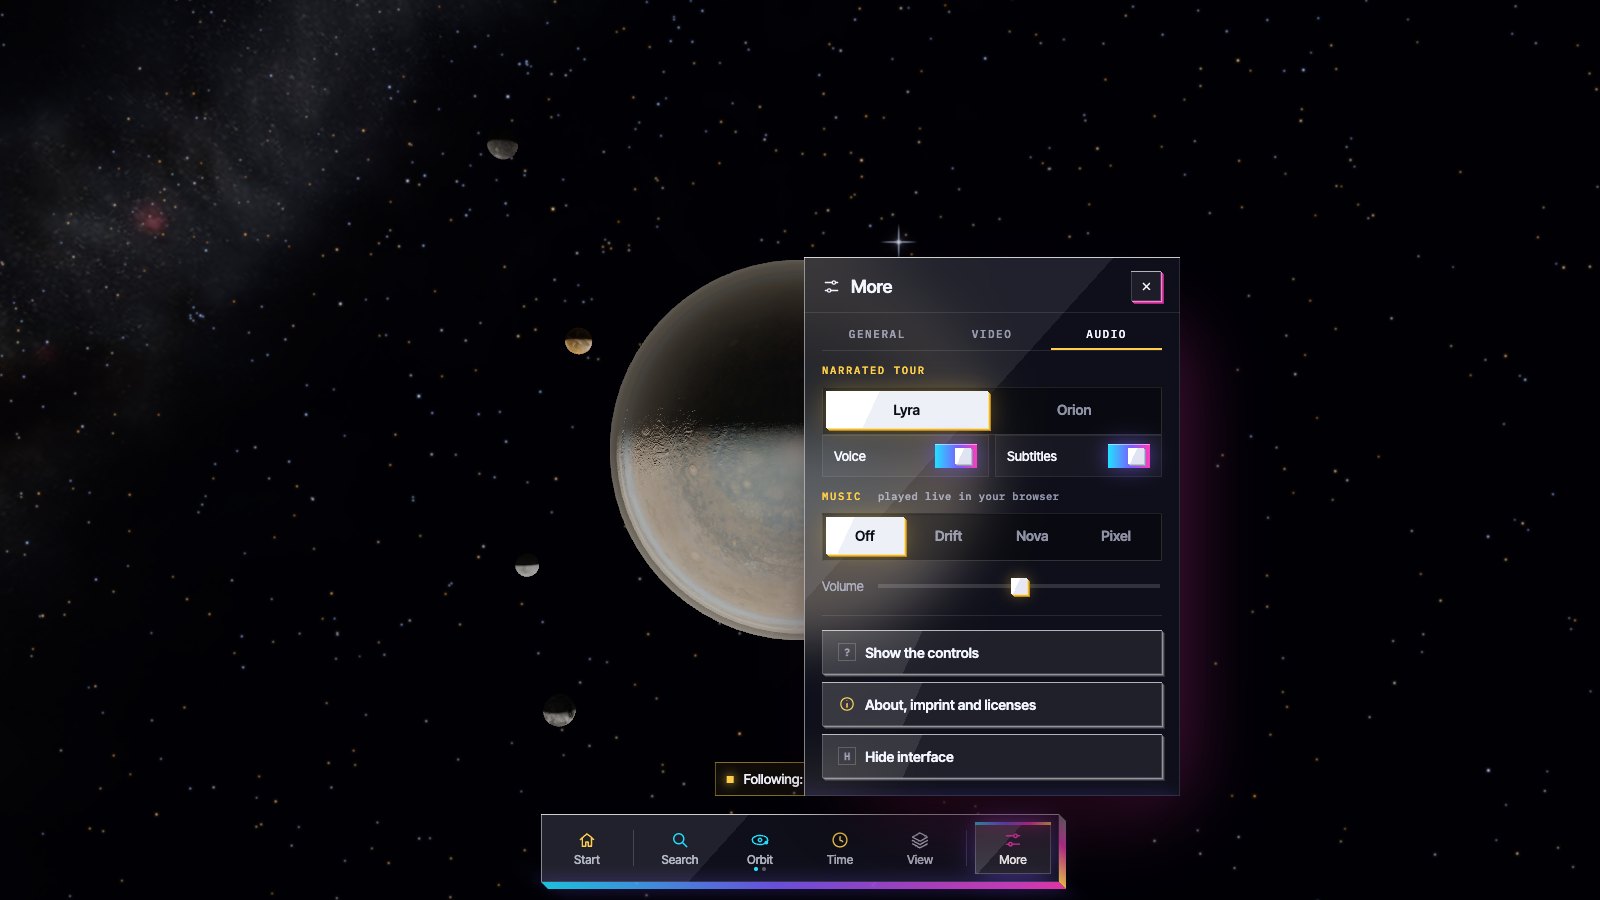 More
GENERAL VIDEO AUDIO
NARRATED TOUR
Lyra Orion
Voice Subtitles
MUSIC played live in your browser
Off Drift Nova Pixel
Volume
? Show the controls
About, imprint and licenses
H Hide interface
Following:
Start Search Orbit Time View More